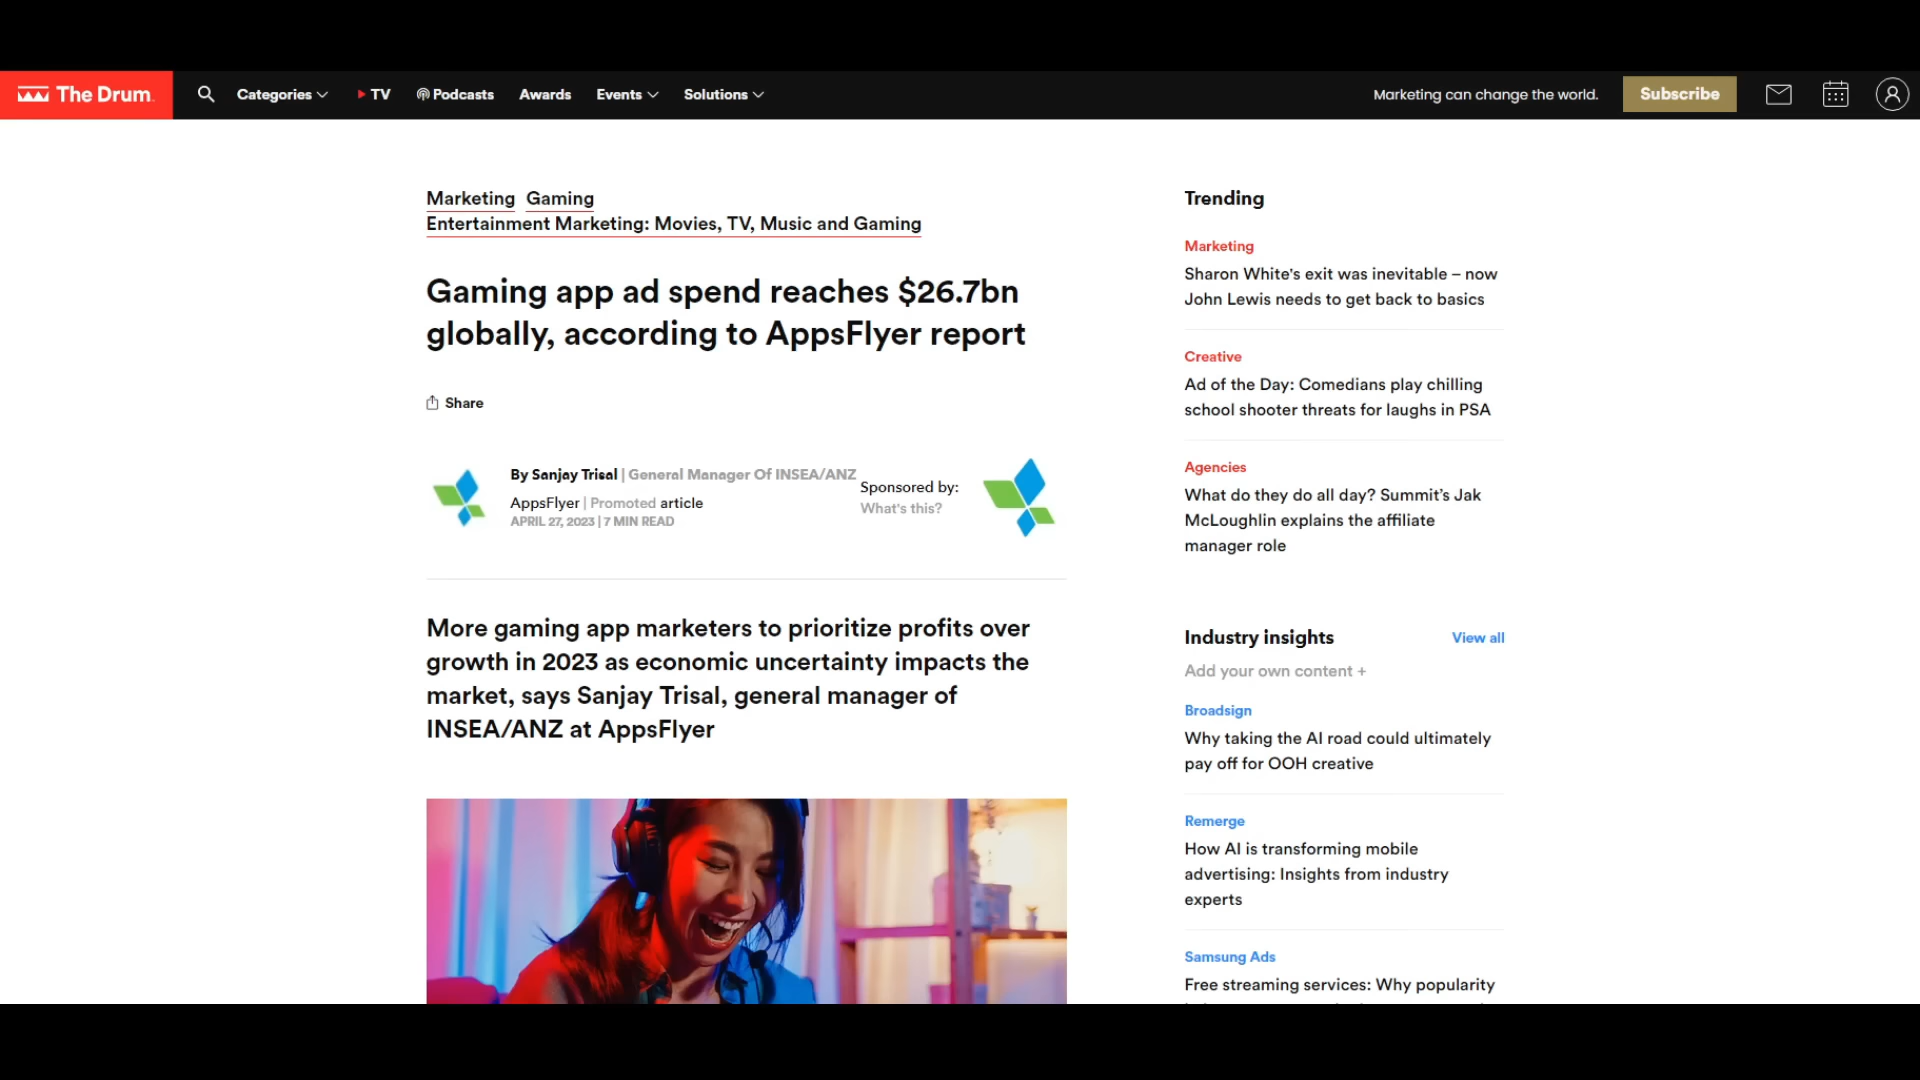 The Drum.
Categories
TV
Podcasts
Awards
Events
Solutions
Marketing can change the world.
Subscribe
Marketing Gaming
Entertainment Marketing: Movies, TV, Music and Gaming
Gaming app ad spend reaches $26.7bn
globally, according to AppsFlyer report
Share
By Sanjay Trisal | General Manager Of INSEA/ANZ
AppsFlyer | Promoted article
APRIL 27, 2023 | 7 MIN READ
Sponsored by:
What's this?
More gaming app marketers to prioritize profits over
growth in 2023 as economic uncertainty impacts the
market, says Sanjay Trisal, general manager of
INSEA/ANZ at AppsFlyer
Trending
Marketing
Sharon White's exit was inevitable – now
John Lewis needs to get back to basics
Creative
Ad of the Day: Comedians play chilling
school shooter threats for laughs in PSA
Agencies
What do they do all day? Summit’s Jak
McLoughlin explains the affiliate
manager role
Industry insights
View all
Add your own content +
Broadsign
Why taking the AI road could ultimately
pay off for OOH creative
Remerge
How AI is transforming mobile
advertising: Insights from industry
experts
Samsung Ads
Free streaming services: Why popularity